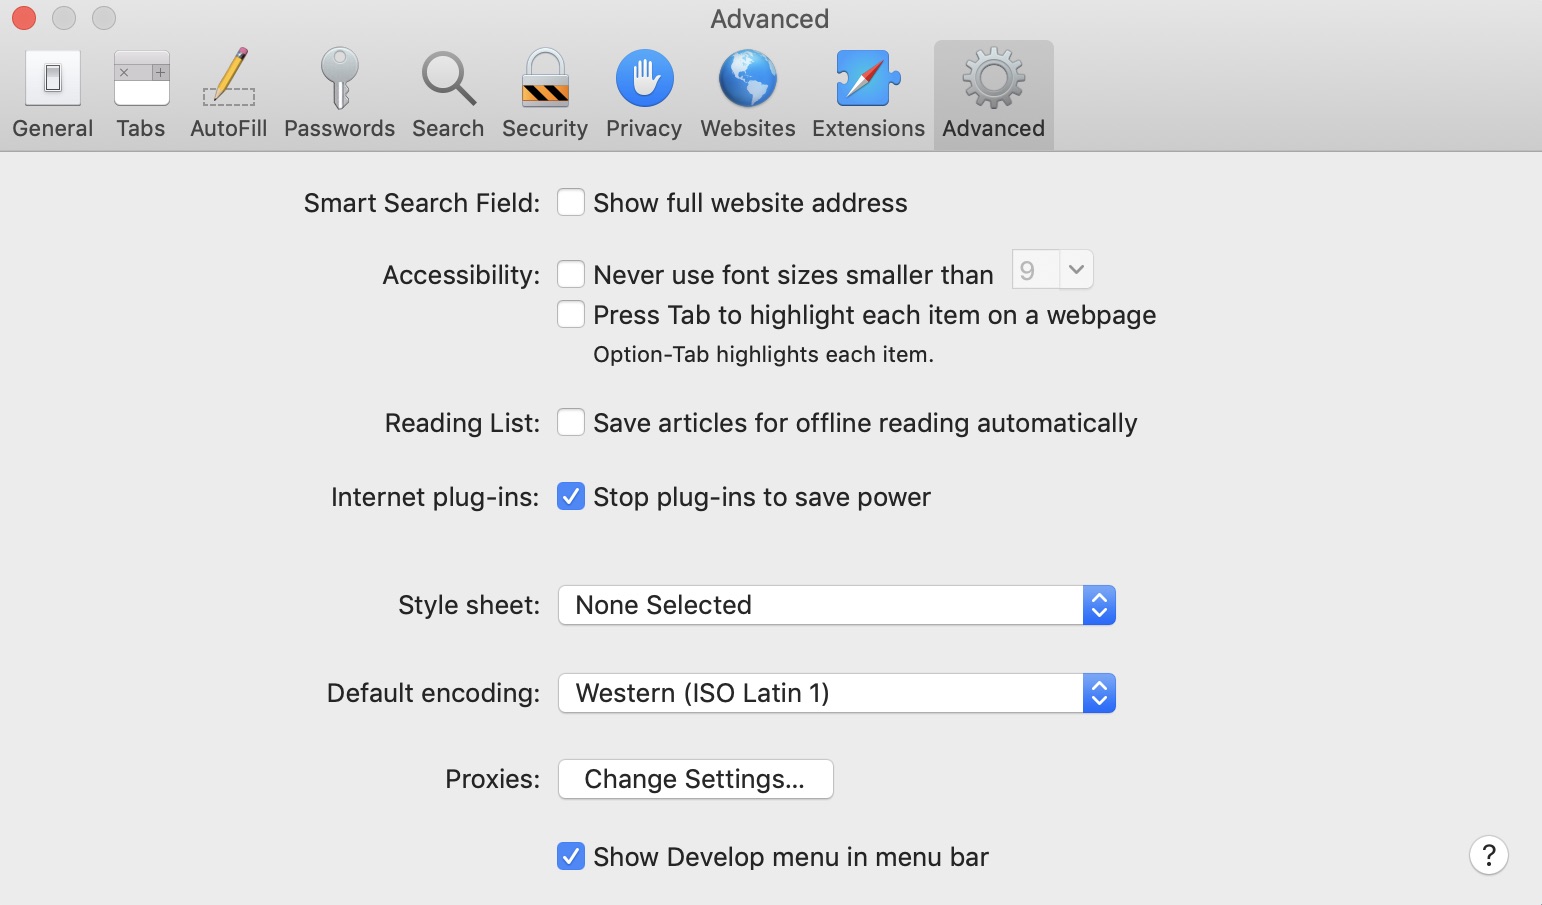 Advanced
General Tabs AutoFill Passwords Search Security Privacy Websites Extensions Advanced
Smart Search Field: Show full website address
Accessibility: Never use font sizes smaller than 9
Press Tab to highlight each item on a webpage
Option-Tab highlights each item.
Reading List: Save articles for offline reading automatically
Internet plug-ins: Stop plug-ins to save power
Style sheet: None Selected
Default encoding: Western (ISO Latin 1)
Proxies: Change Settings...
Show Develop menu in menu bar ?